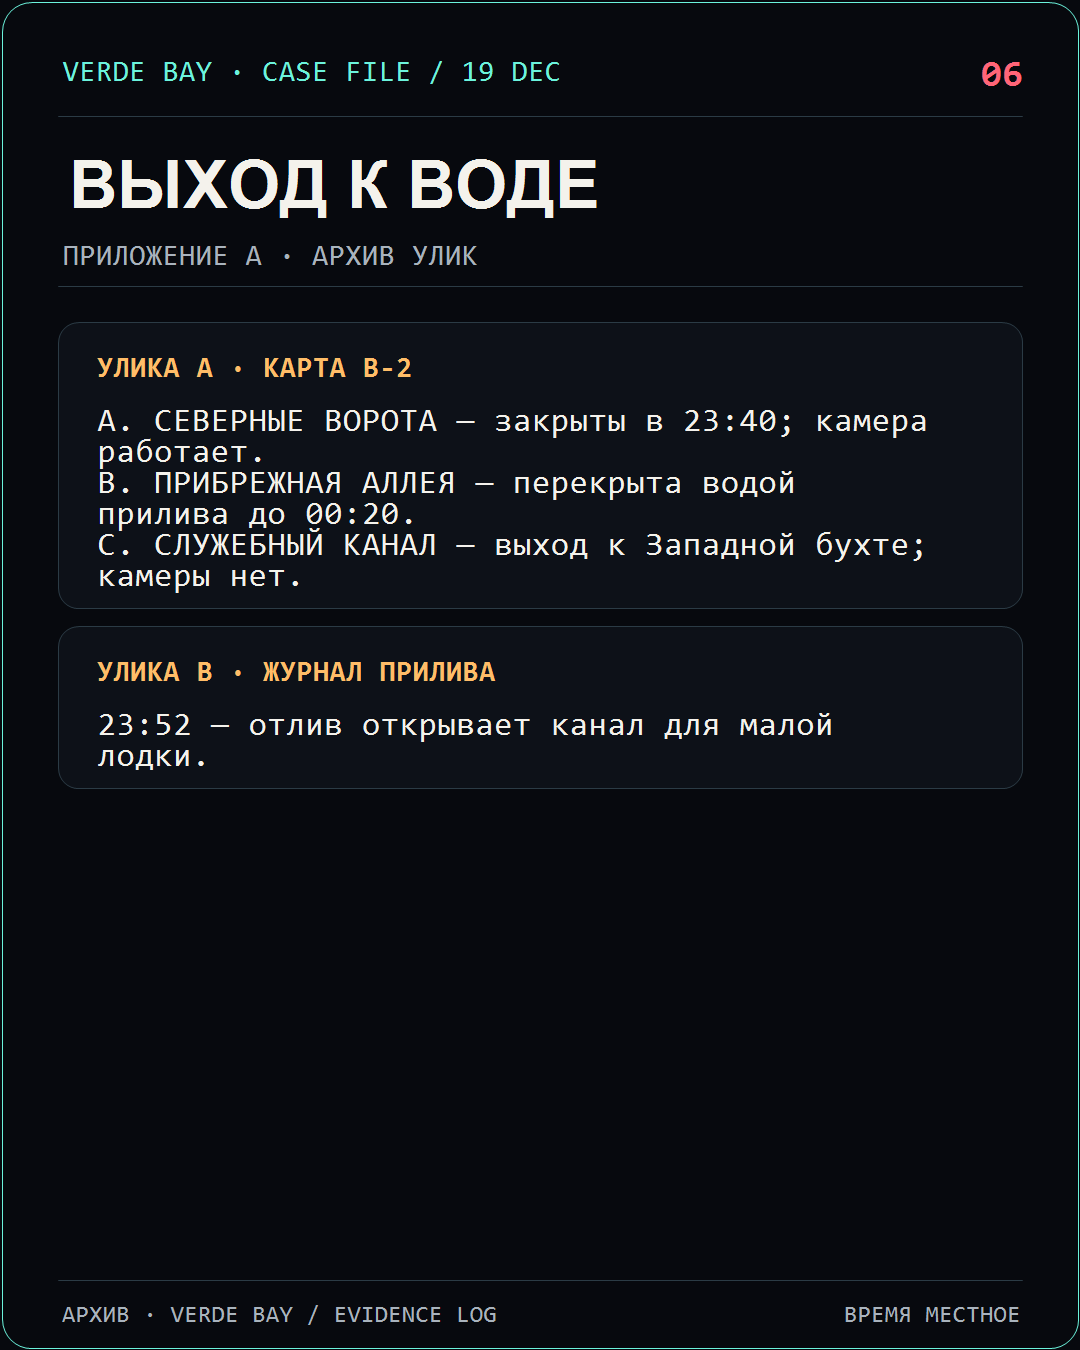 VERDE BAY · CASE FILE / 19 DEC
06
ВЫХОД К ВОДЕ
ПРИЛОЖЕНИЕ A · АРХИВ УЛИК
УЛИКА A · КАРТА B-2
A. СЕВЕРНЫЕ ВОРОТА — закрыты в 23:40; камера
работает.
B. ПРИБРЕЖНАЯ АЛЛЕЯ — перекрыта водой
прилива до 00:20.
C. СЛУЖЕБНЫЙ КАНАЛ — выход к Западной бухте;
камеры нет.
УЛИКА B · ЖУРНАЛ ПРИЛИВА
23:52 — отлив открывает канал для малой
лодки.
АРХИВ · VERDE BAY / EVIDENCE LOG
ВРЕМЯ МЕСТНОЕ